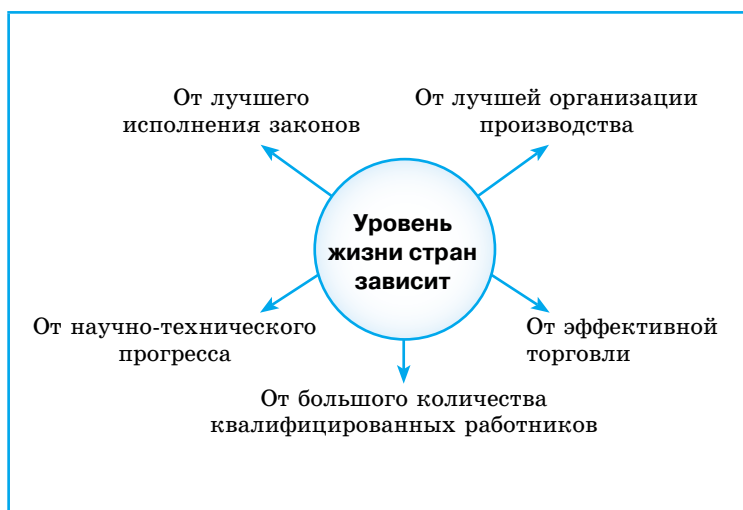 От лучшего
исполнения законов
От лучшей организации
производства
Уровень
жизни стран
зависит
От научно-технического
прогресса
От эффективной
торговли
От большого количества
квалифицированных работников